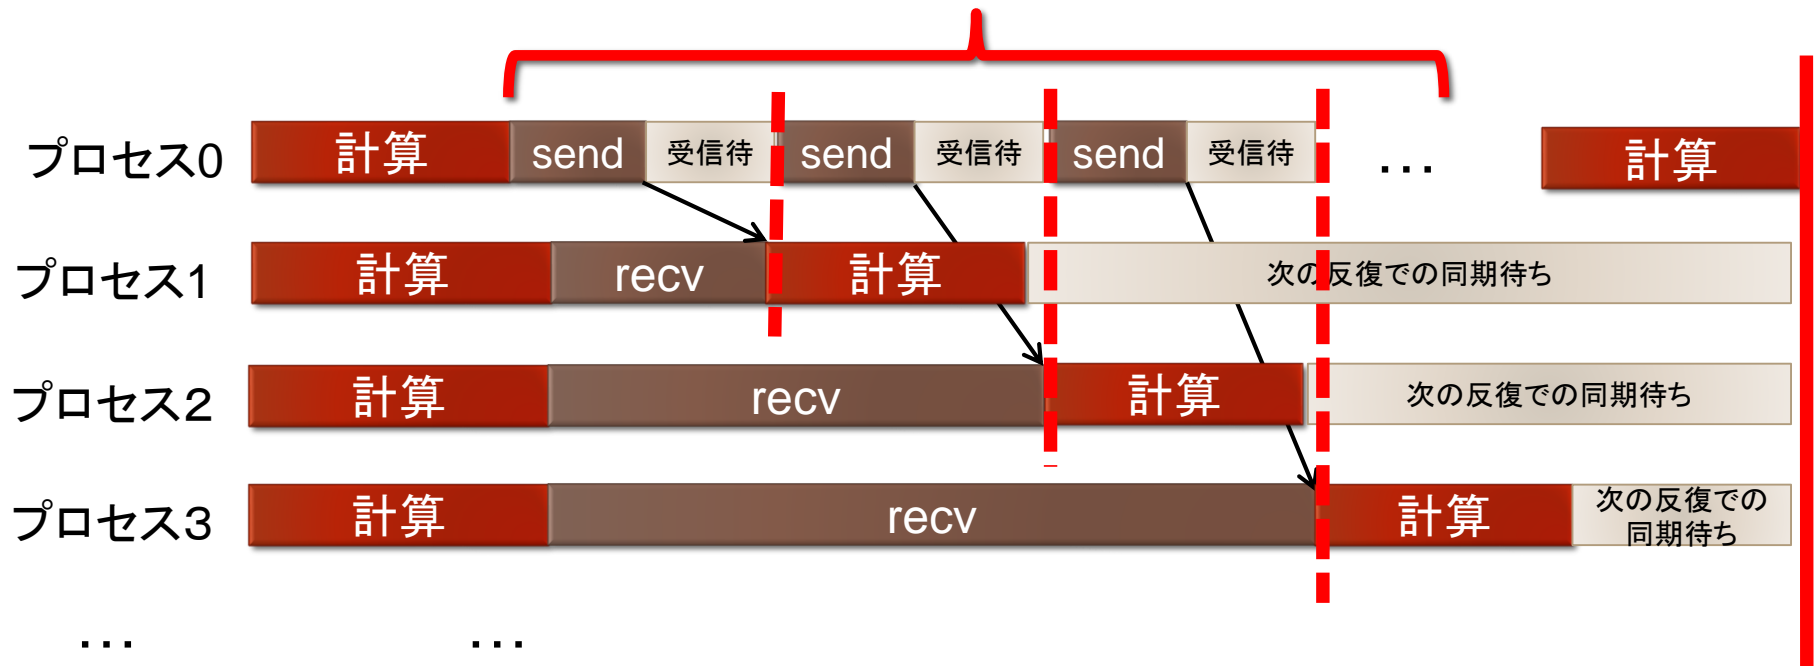 プロセス0 計算 send 受信待 send 受信待 send 受信待 … 計算
プロセス1 計算 recv 計算 次の反復での同期待ち
プロセス2 計算 recv 計算 次の反復での同期待ち
プロセス3 計算 recv 計算 次の反復での
同期待ち
… …